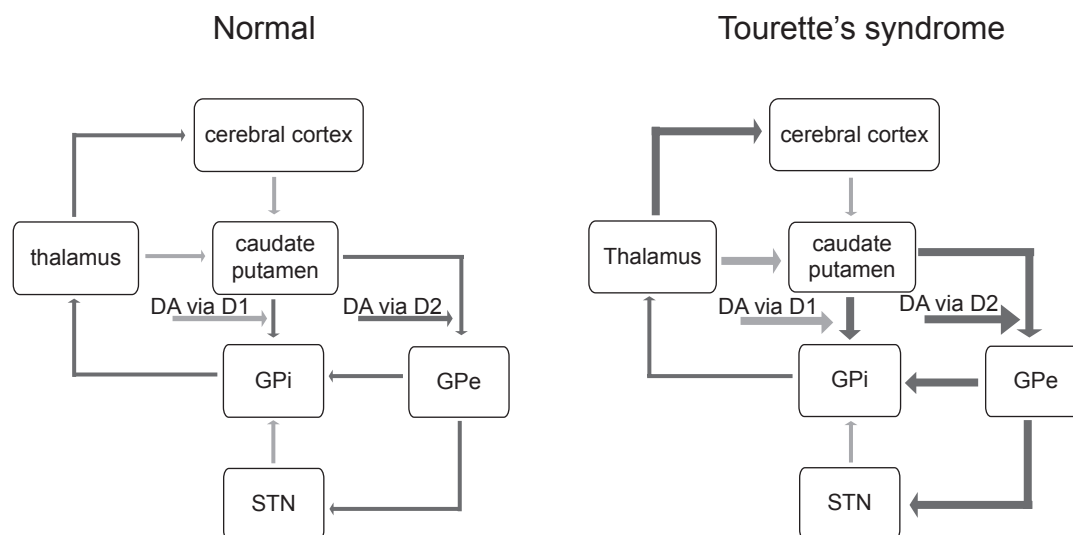 Normal
cerebral cortex
thalamus
caudate
putamen
DA via D1
DA via D2
GPi
GPe
STN
Tourette’s syndrome
cerebral cortex
Thalamus
caudate
putamen
DA via D1
DA via D2
GPi
GPe
STN